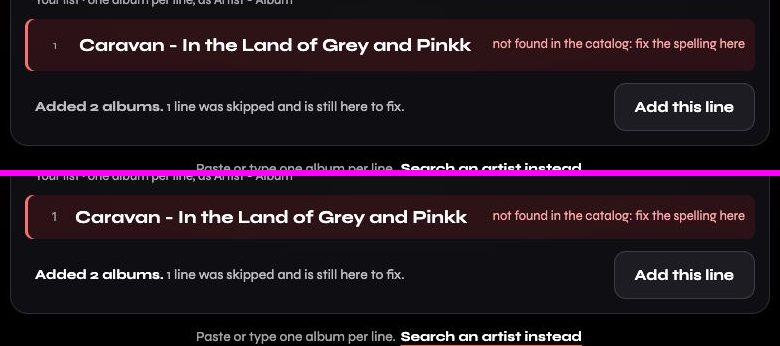 Your list · one album per line, as Artist - Album
1 Caravan - In the Land of Grey and Pinkk not found in the catalog: fix the spelling here
Added 2 albums. 1 line was skipped and is still here to fix. Add this line
Paste or type one album per line. Search an artist instead
Your list · one album per line, as Artist - Album
1 Caravan - In the Land of Grey and Pinkk not found in the catalog: fix the spelling here
Added 2 albums. 1 line was skipped and is still here to fix. Add this line
Paste or type one album per line. Search an artist instead